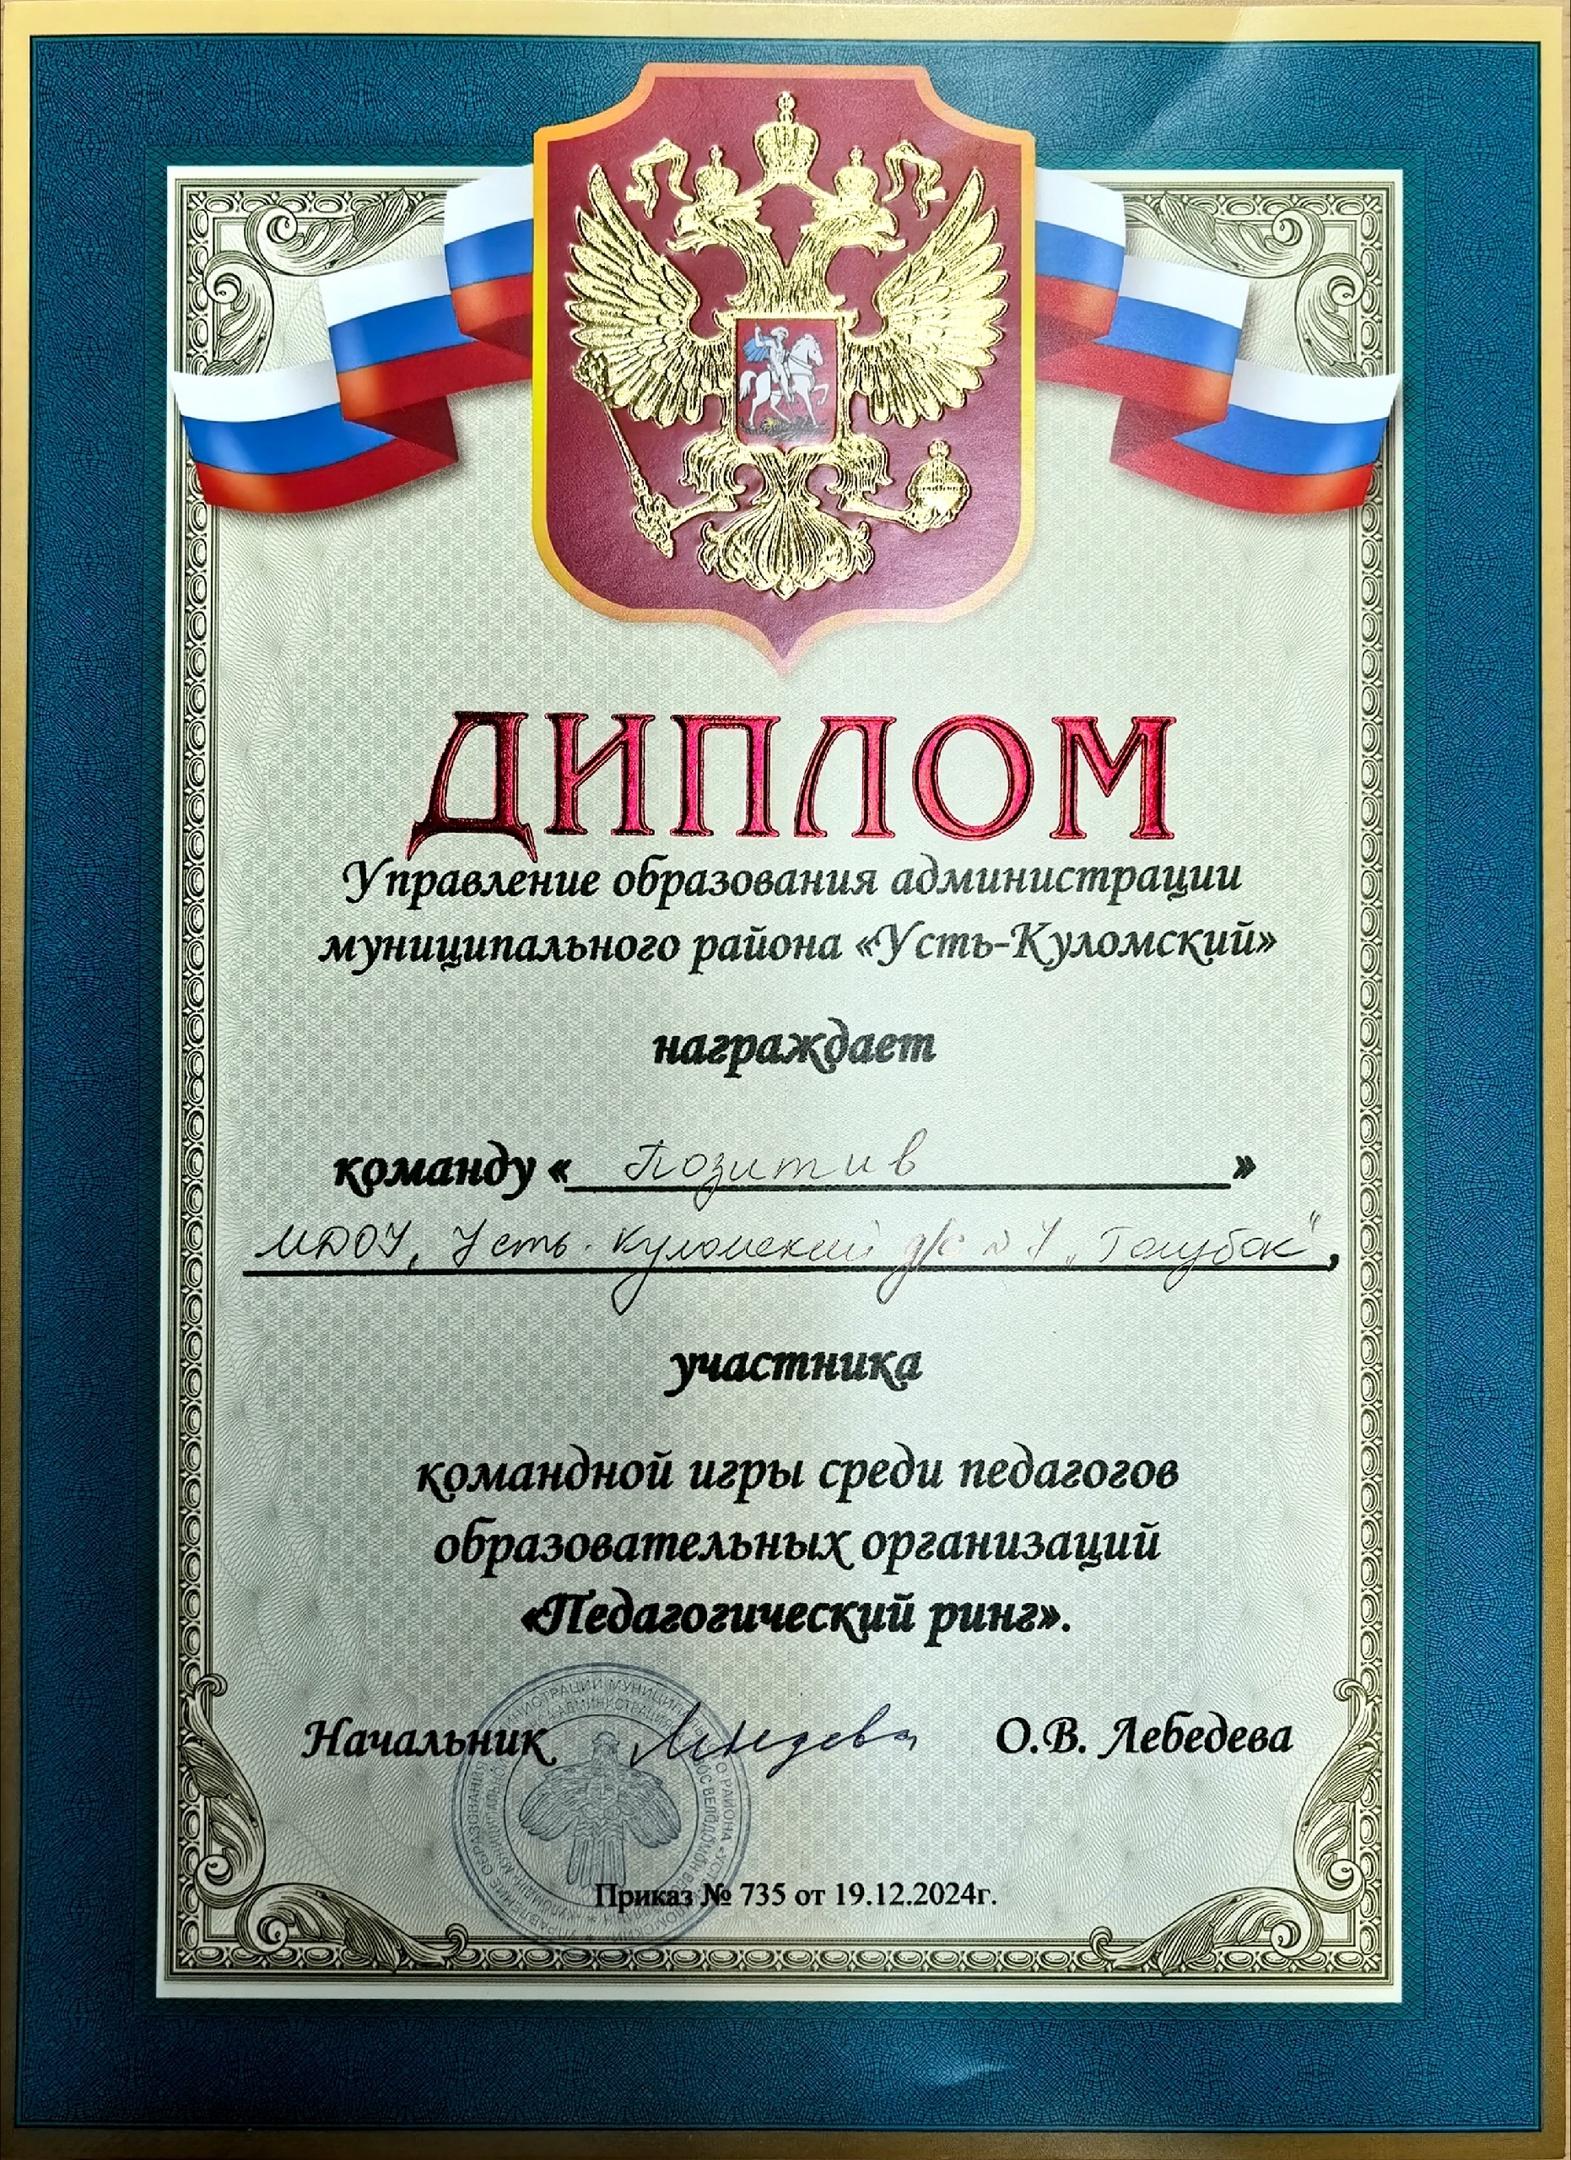 ДИПЛОМ
Управление образования администрации
муниципального района «Усть-Куломский»
награждает
команду « Позитив »
МДОУ, Усть-Куломский д/с № 7 „Голубок",
участника
командной игры среди педагогов
образовательных организаций
«Педагогический ринг».
Начальник О.В. Лебедева
Приказ № 735 от 19.12.2024г.